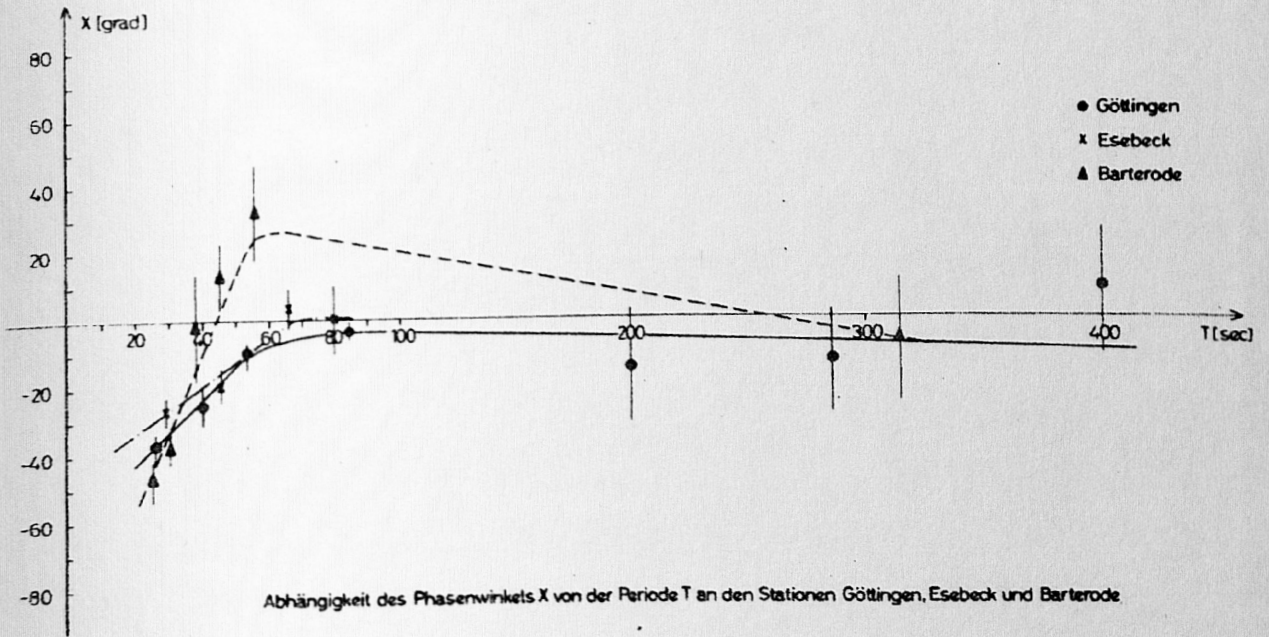 X [grad]
80
60
40
20
-20
-40
-60
-80
20 40 60 80 100 200 300 400 T [sec]
Göttingen
Esebeck
Barterode
Abhängigkeit des Phasenwinkels X von der Periode T an den Stationen Göttingen, Esebeck und Barterode